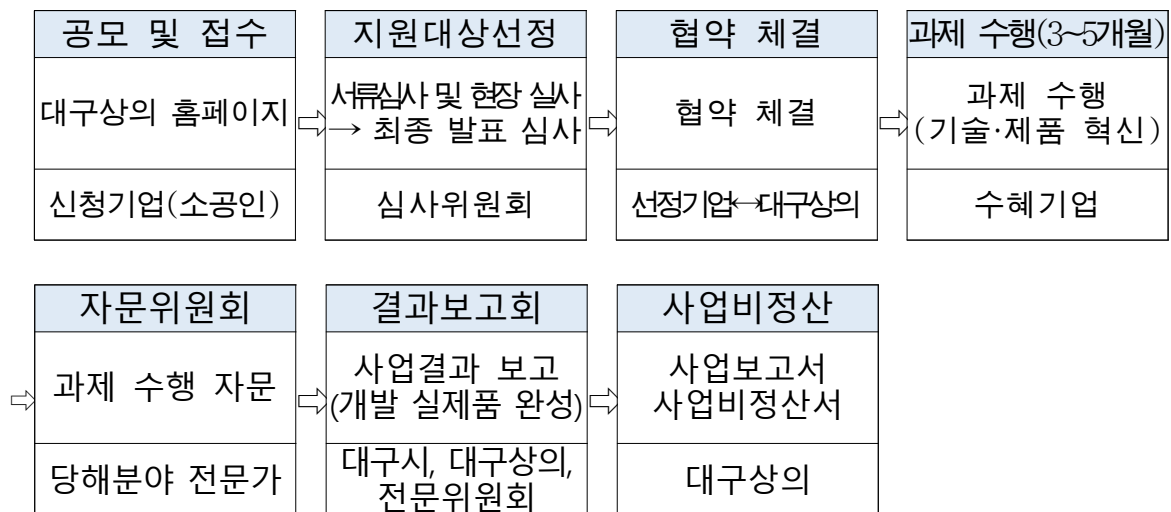 공모 및 접수
대구상의 홈페이지
신청기업(소공인)
⇨
지원대상선정
서류심사 및 현장 실사
→ 최종 발표 심사
심사위원회
⇨
협약 체결
협약 체결
선정기업↔대구상의
⇨
과제 수행(3~5개월)
과제 수행
(기술·제품 혁신)
수혜기업
⇨
자문위원회
과제 수행 자문
당해분야 전문가
⇨
결과보고회
사업결과 보고
(개발 실제품 완성)
대구시, 대구상의,
전문위원회
⇨
사업비정산
사업보고서
사업비정산서
대구상의